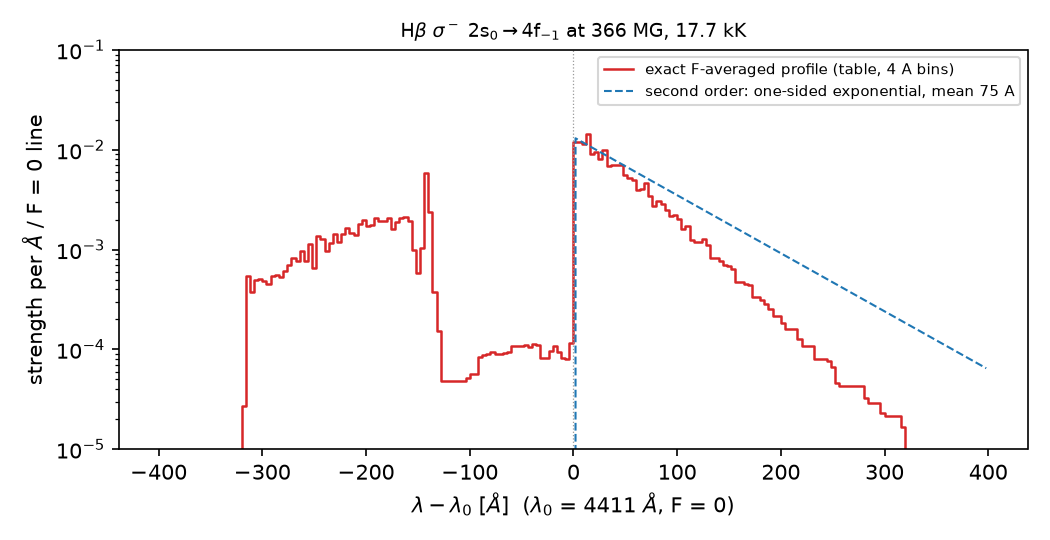 Hβ σ⁻ 2s₀→4f₋₁ at 366 MG, 17.7 kK
exact F-averaged profile (table, 4 A bins)
second order: one-sided exponential, mean 75 A
strength per Å / F = 0 line
10⁻¹
10⁻²
10⁻³
10⁻⁴
10⁻⁵
−400 −300 −200 −100 0 100 200 300 400
λ − λ₀ [Å] (λ₀ = 4411 Å, F = 0)